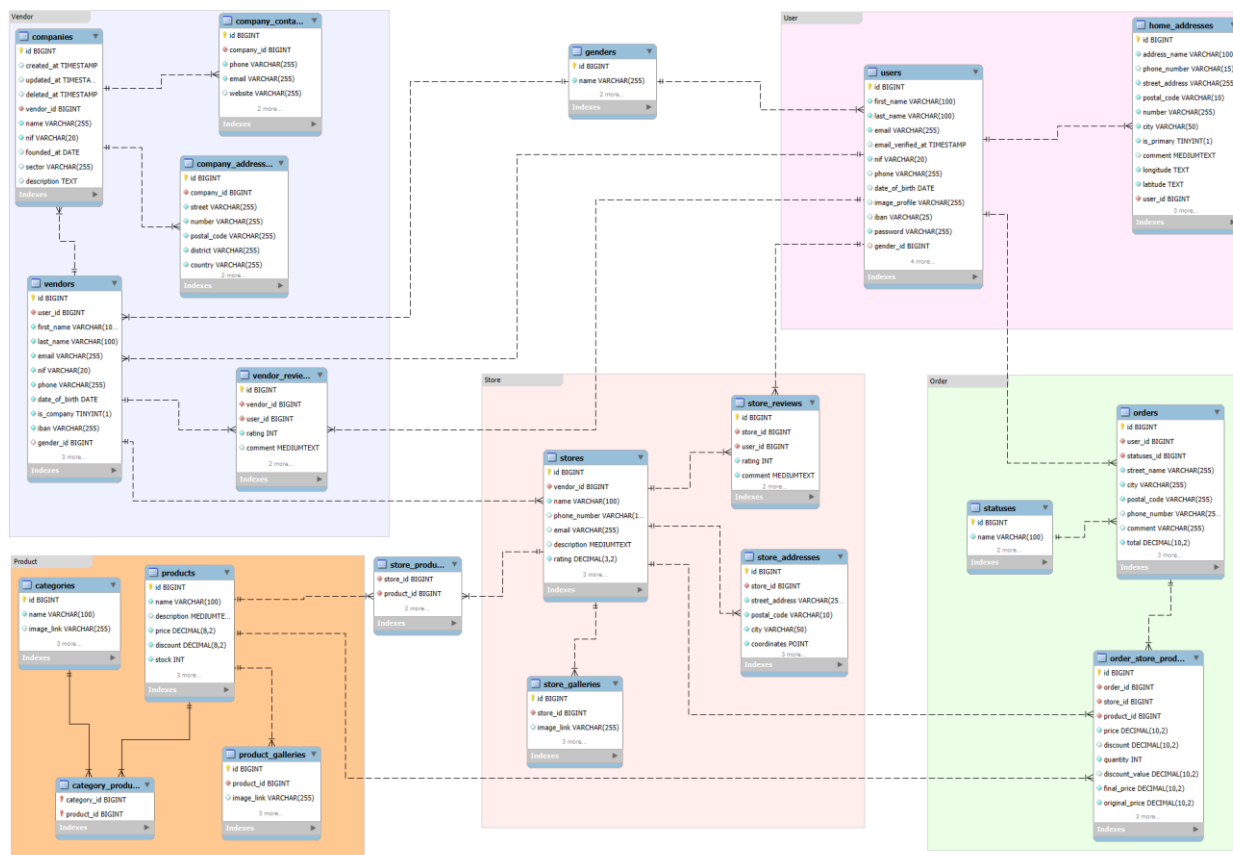 Vendor
companies
id BIGINT
created_at TIMESTAMP
updated_at TIMESTA...
deleted_at TIMESTAMP
vendor_id BIGINT
name VARCHAR(255)
nif VARCHAR(20)
founded_at DATE
sector VARCHAR(255)
description TEXT
Indexes
company_conta...
id BIGINT
company_id BIGINT
phone VARCHAR(255)
email VARCHAR(255)
website VARCHAR(255)
2 more...
Indexes
company_address...
id BIGINT
company_id BIGINT
street VARCHAR(255)
number VARCHAR(255)
postal_code VARCHAR(255)
district VARCHAR(255)
country VARCHAR(255)
2 more...
Indexes
vendors
id BIGINT
user_id BIGINT
first_name VARCHAR(10...
last_name VARCHAR(100)
email VARCHAR(255)
nif VARCHAR(20)
phone VARCHAR(255)
date_of_birth DATE
is_company TINYINT(1)
iban VARCHAR(255)
gender_id BIGINT
3 more...
Indexes
vendor_revie...
id BIGINT
vendor_id BIGINT
user_id BIGINT
rating INT
comment MEDIUMTEXT
2 more...
Indexes
genders
id BIGINT
name VARCHAR(255)
2 more...
Indexes
User
users
id BIGINT
first_name VARCHAR(100)
last_name VARCHAR(100)
email VARCHAR(255)
email_verified_at TIMESTAMP
nif VARCHAR(20)
phone VARCHAR(255)
date_of_birth DATE
image_profile VARCHAR(255)
iban VARCHAR(25)
password VARCHAR(255)
gender_id BIGINT
4 more...
Indexes
home_addresses
id BIGINT
address_name VARCHAR(100
phone_number VARCHAR(15)
street_address VARCHAR(255
postal_code VARCHAR(10)
number VARCHAR(255)
city VARCHAR(50)
is_primary TINYINT(1)
comment MEDIUMTEXT
longitude TEXT
latitude TEXT
user_id BIGINT
3 more...
Indexes
Store
store_reviews
id BIGINT
store_id BIGINT
user_id BIGINT
rating INT
comment MEDIUMTEXT
2 more...
Indexes
stores
id BIGINT
vendor_id BIGINT
name VARCHAR(100)
phone_number VARCHAR(1...
email VARCHAR(255)
description MEDIUMTEXT
rating DECIMAL(3,2)
3 more...
Indexes
store_addresses
id BIGINT
store_id BIGINT
street_address VARCHAR(25...
postal_code VARCHAR(10)
city VARCHAR(50)
coordinates POINT
3 more...
Indexes
store_galleries
id BIGINT
store_id BIGINT
image_link VARCHAR(255)
3 more...
Indexes
Order
orders
id BIGINT
user_id BIGINT
statuses_id BIGINT
street_name VARCHAR(255)
city VARCHAR(255)
postal_code VARCHAR(255)
phone_number VARCHAR(25...
comment VARCHAR(255)
total DECIMAL(10,2)
3 more...
Indexes
statuses
id BIGINT
name VARCHAR(100)
2 more...
Indexes
order_store_prod...
id BIGINT
order_id BIGINT
store_id BIGINT
product_id BIGINT
price DECIMAL(10,2)
discount DECIMAL(10,2)
quantity INT
discount_value DECIMAL(10,2)
final_price DECIMAL(10,2)
original_price DECIMAL(10,2)
3 more...
Indexes
Product
categories
id BIGINT
name VARCHAR(100)
image_link VARCHAR(255)
3 more...
Indexes
products
id BIGINT
name VARCHAR(100)
description MEDIUMTE...
price DECIMAL(8,2)
discount DECIMAL(8,2)
stock INT
3 more...
Indexes
store_produ...
store_id BIGINT
product_id BIGINT
2 more...
Indexes
product_galleries
id BIGINT
product_id BIGINT
image_link VARCHAR(255)
3 more...
Indexes
category_produ...
category_id BIGINT
product_id BIGINT
Indexes